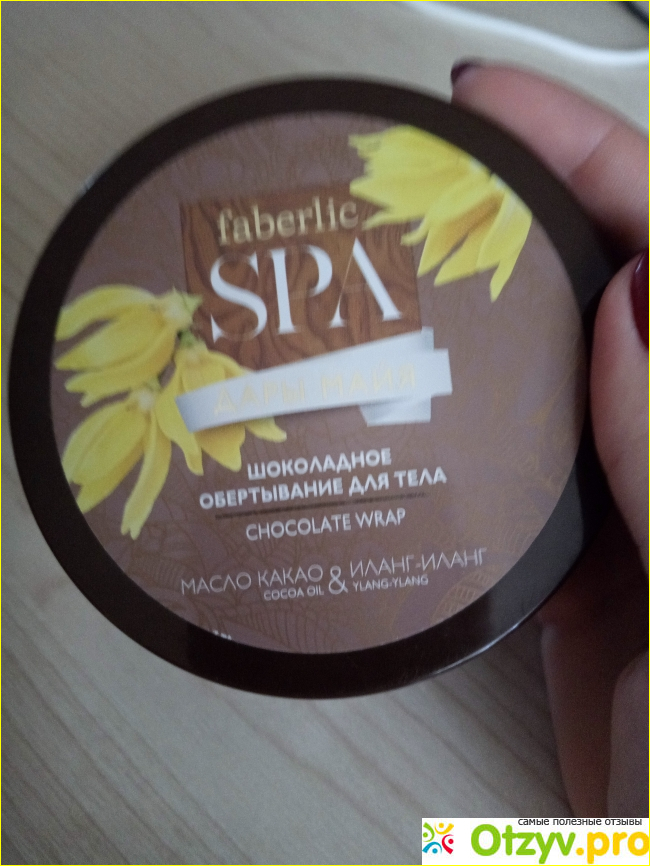 faberlic
SPA
ДАРЫ МАЙЯ
ШОКОЛАДНОЕ
ОБЕРТЫВАНИЕ ДЛЯ ТЕЛА
CHOCOLATE WRAP
МАСЛО КАКАО & ИЛАНГ-ИЛАНГ
COCOA OIL YLANG-YLANG
самые полезные отзывы
Otzyv.pro